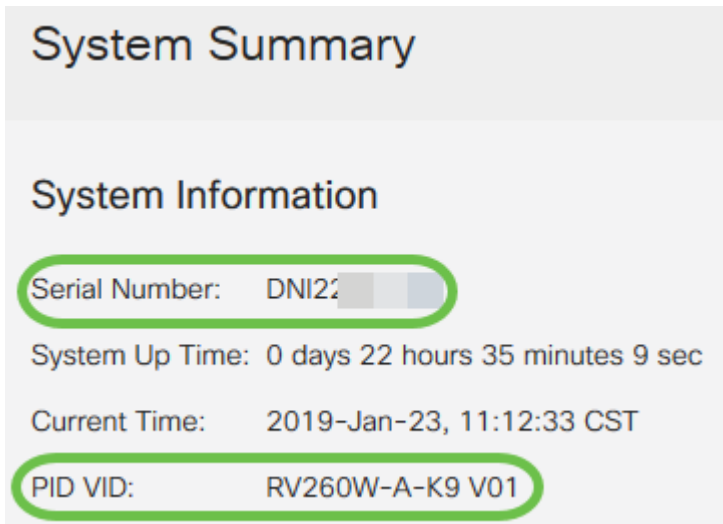 System Summary
System Information
Serial Number: DNI22
System Up Time: 0 days 22 hours 35 minutes 9 sec
Current Time: 2019-Jan-23, 11:12:33 CST
PID VID: RV260W-A-K9 V01